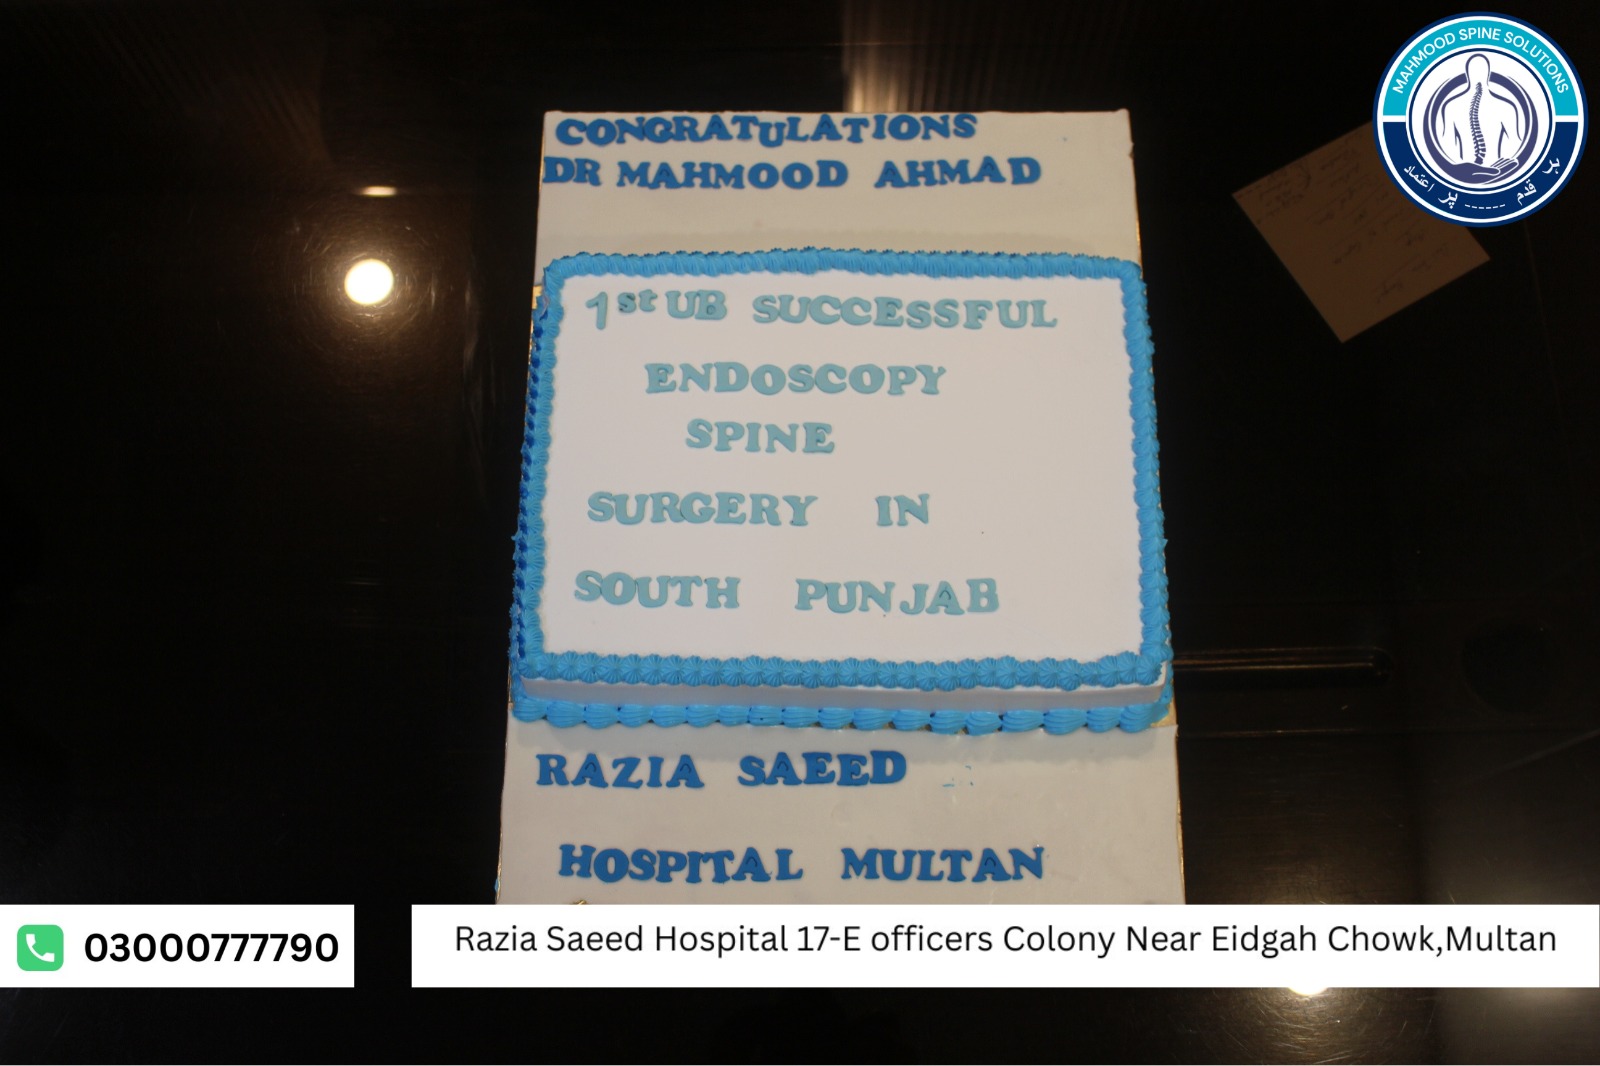 MAHMOOD SPINE SOLUTIONS
ہر قدم ------ پر اعتماد
CONGRATULATIONS
DR MAHMOOD AHMAD
1st UB SUCCESSFUL
ENDOSCOPY
SPINE
SURGERY IN
SOUTH PUNJAB
RAZIA SAEED
HOSPITAL MULTAN
03000777790
Razia Saeed Hospital 17-E officers Colony Near Eidgah Chowk,Multan